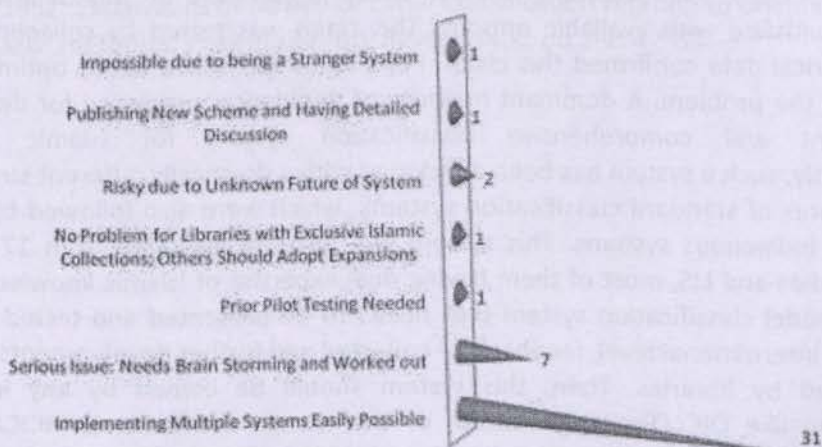 Impossible due to being a Stranger System
1
Publishing New Scheme and Having Detailed
Discussion
1
Risky due to Unknown Future of System
2
No Problem for Libraries with Exclusive Islamic
Collections; Others Should Adopt Expansions
1
Prior Pilot Testing Needed
1
Serious Issue: Needs Brain Storming and Worked out
7
Implementing Multiple Systems Easily Possible
31